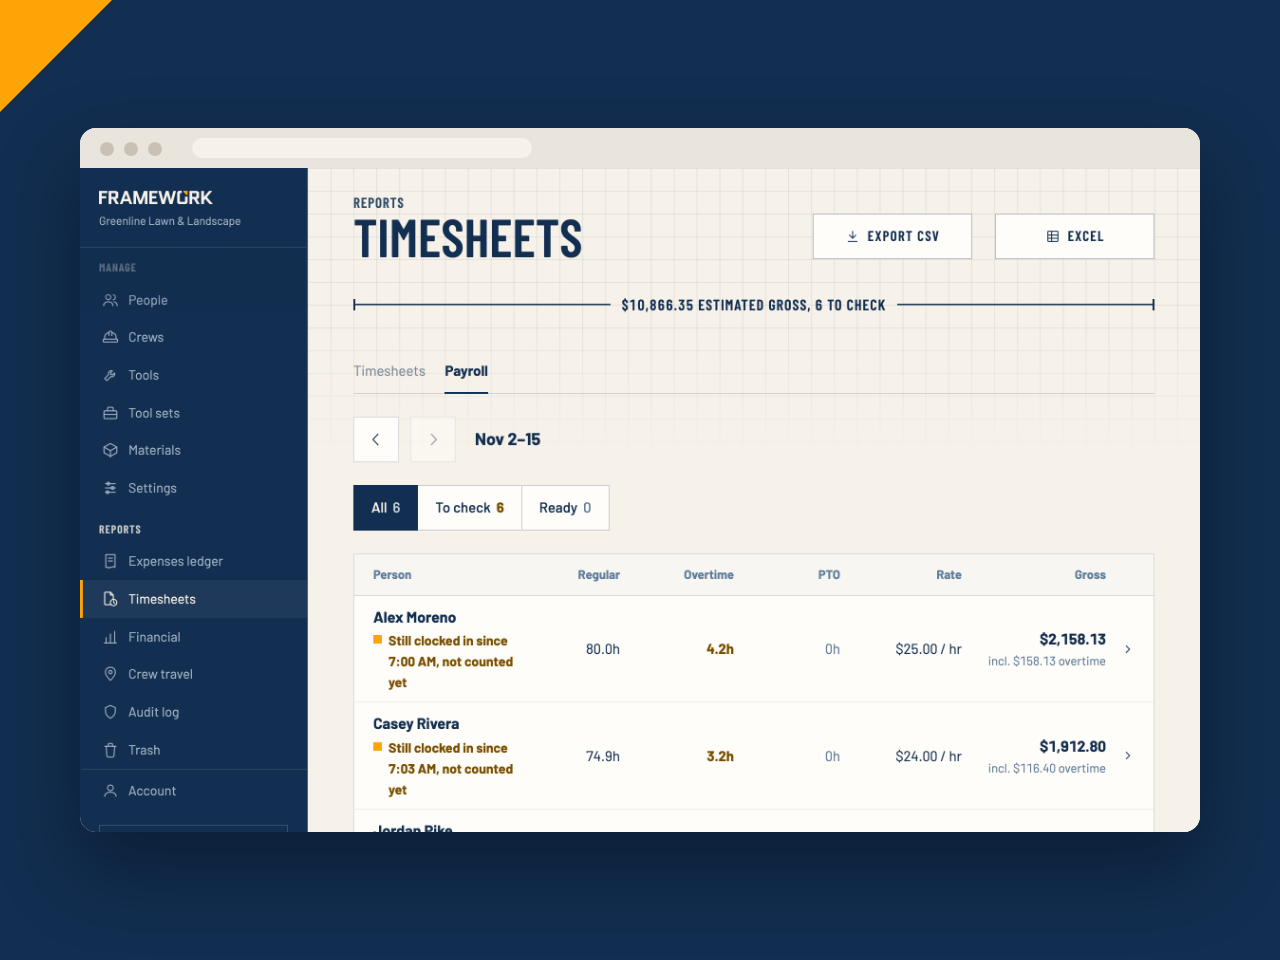 FRAMEWORK
Greenline Lawn & Landscape
MANAGE
People
Crews
Tools
Tool sets
Materials
Settings
REPORTS
Expenses ledger
Timesheets
Financial
Crew travel
Audit log
Trash
Account
REPORTS
TIMESHEETS
EXPORT CSV
EXCEL
$10,866.35 ESTIMATED GROSS, 6 TO CHECK
Timesheets Payroll
Nov 2–15
All 6 To check 6 Ready 0
Person Regular Overtime PTO Rate Gross
Alex Moreno
Still clocked in since
7:00 AM, not counted
yet
80.0h 4.2h 0h $25.00 / hr $2,158.13
incl. $158.13 overtime
Casey Rivera
Still clocked in since
7:03 AM, not counted
yet
74.9h 3.2h 0h $24.00 / hr $1,912.80
incl. $116.40 overtime
Jordan Pike